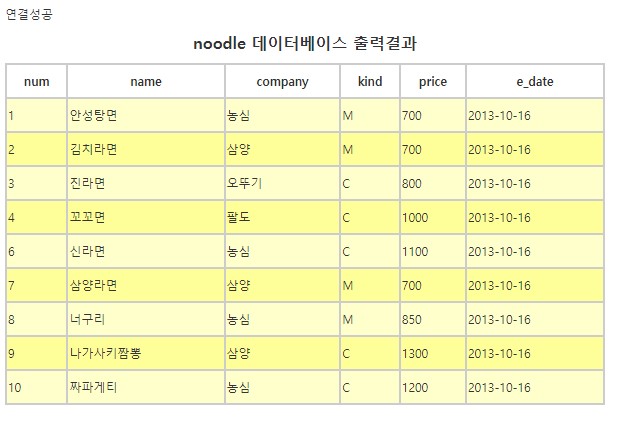 연결성공
noodle 데이터베이스 출력결과
num name company kind price e_date
1 안성탕면 농심 M 700 2013-10-16
2 김치라면 삼양 M 700 2013-10-16
3 진라면 오뚜기 C 800 2013-10-16
4 꼬꼬면 팔도 C 1000 2013-10-16
6 신라면 농심 C 1100 2013-10-16
7 삼양라면 삼양 M 700 2013-10-16
8 너구리 농심 M 850 2013-10-16
9 나가사키짬뽕 삼양 C 1300 2013-10-16
10 짜파게티 농심 C 1200 2013-10-16